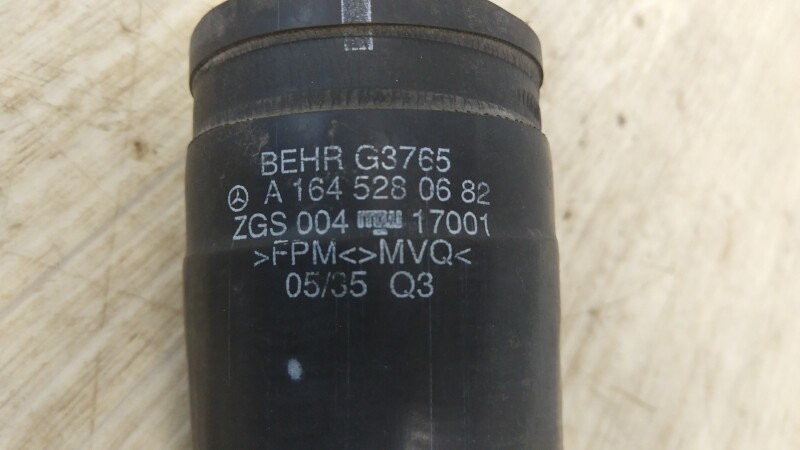 BEHR G3765
A 164 528 06 82
ZGS 004 17001
>FPM<>MVQ<
05/35 Q3